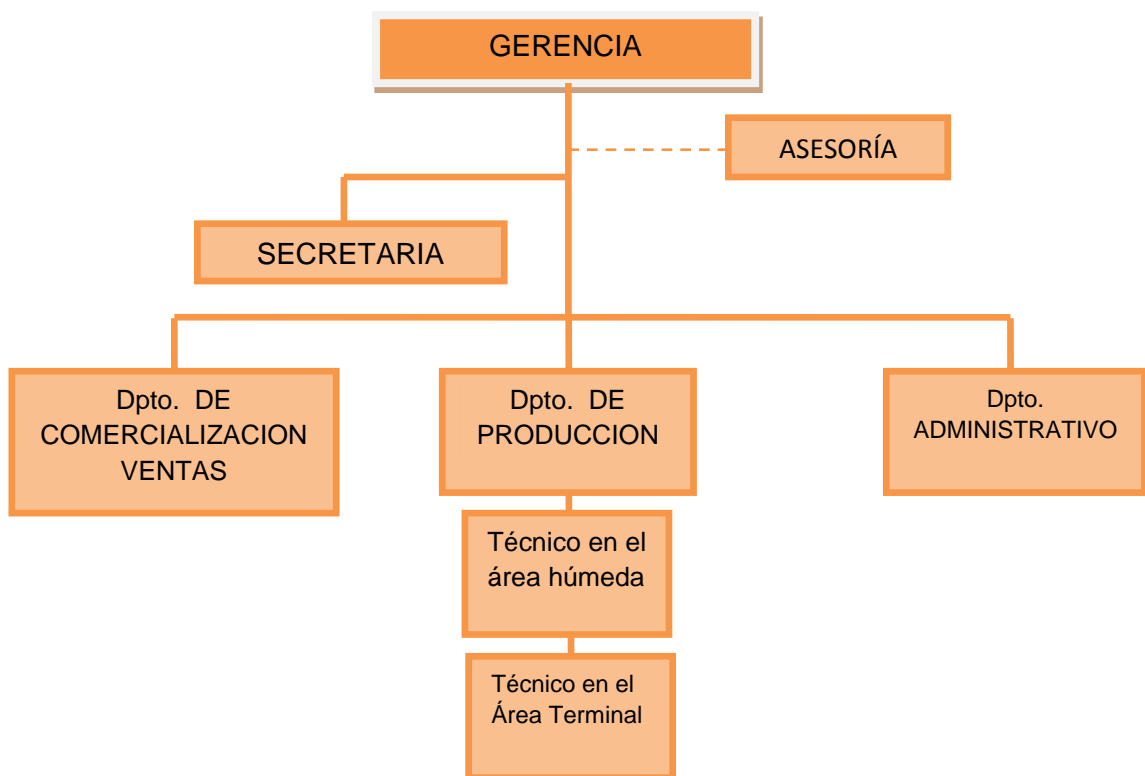 GERENCIA
ASESORÍA
SECRETARIA
Dpto. DE
COMERCIALIZACION
VENTAS
Dpto. DE
PRODUCCION
Dpto.
ADMINISTRATIVO
Técnico en el
área húmeda
Técnico en el
Área Terminal